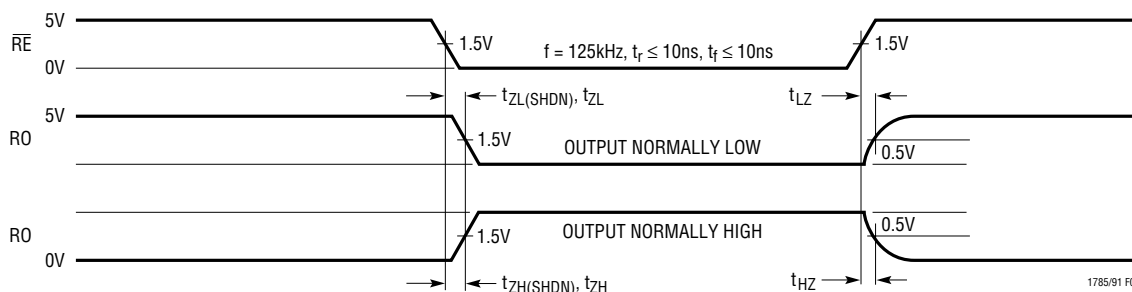 5V
RE
1.5V
f = 125kHz, tr ≤ 10ns, tf ≤ 10ns
1.5V
0V
tZL(SHDN), tZL
tLZ
5V
RO
1.5V
OUTPUT NORMALLY LOW
0.5V
RO
1.5V
OUTPUT NORMALLY HIGH
0.5V
0V
tZH(SHDN), tZH
tHZ
1785/91 F0